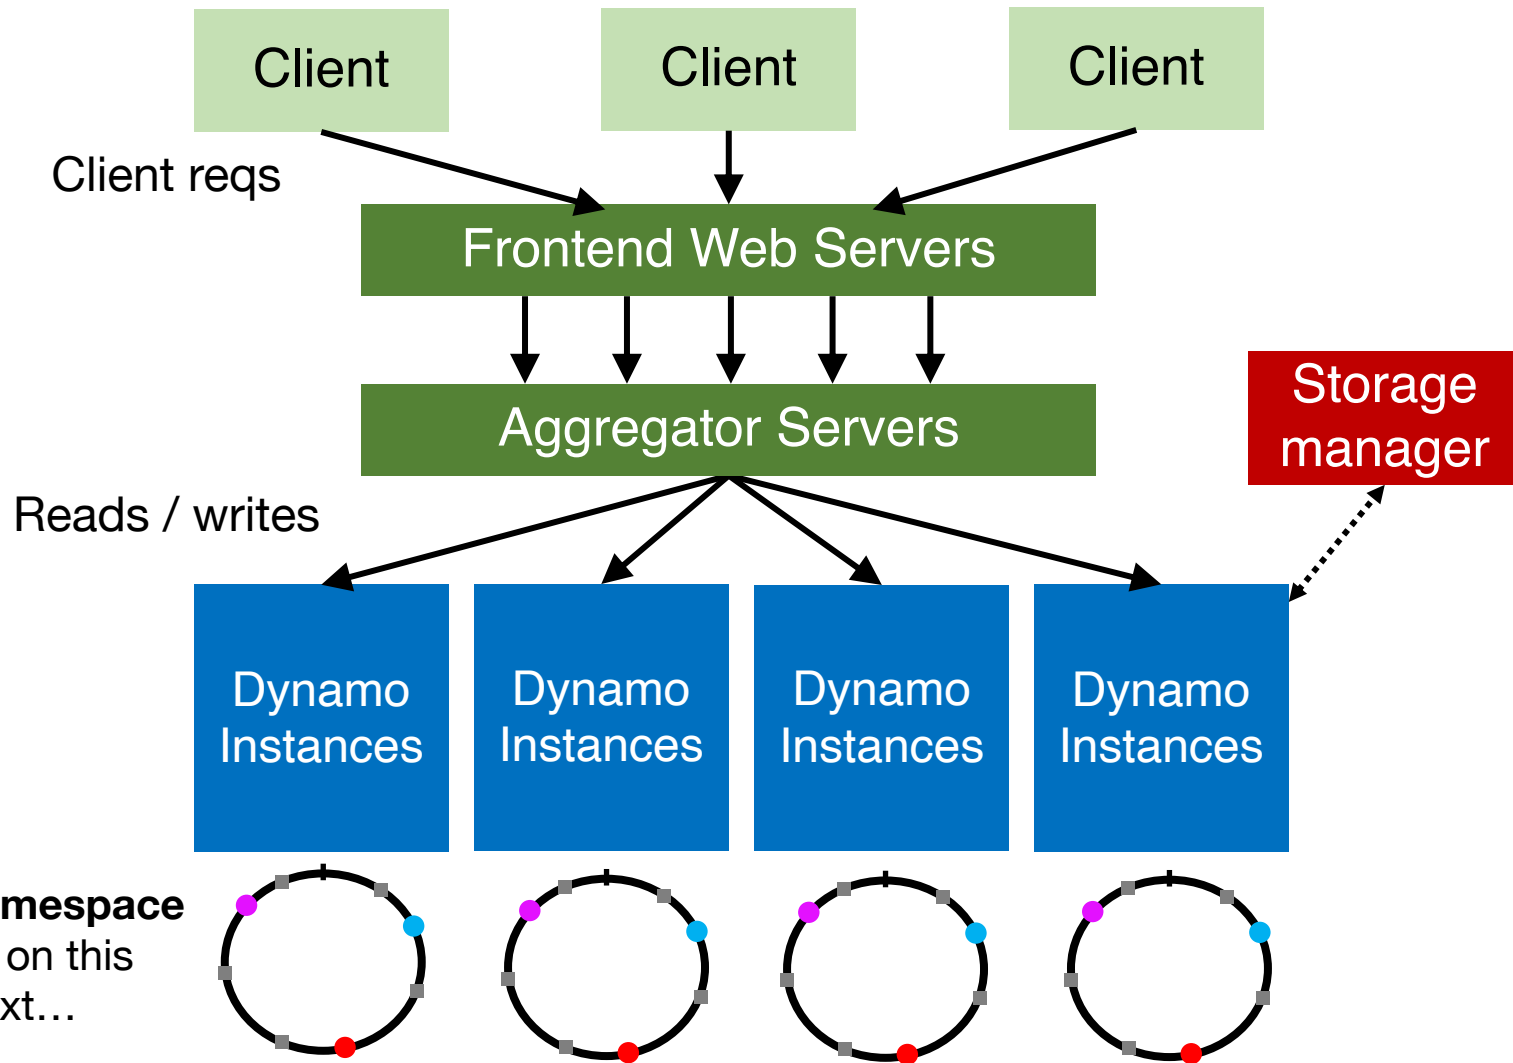 Client
Client
Client
Client reqs
Frontend Web Servers
Aggregator Servers
Storage
manager
Reads / writes
Dynamo
Instances
Dynamo
Instances
Dynamo
Instances
Dynamo
Instances
mespace
on this
xt…